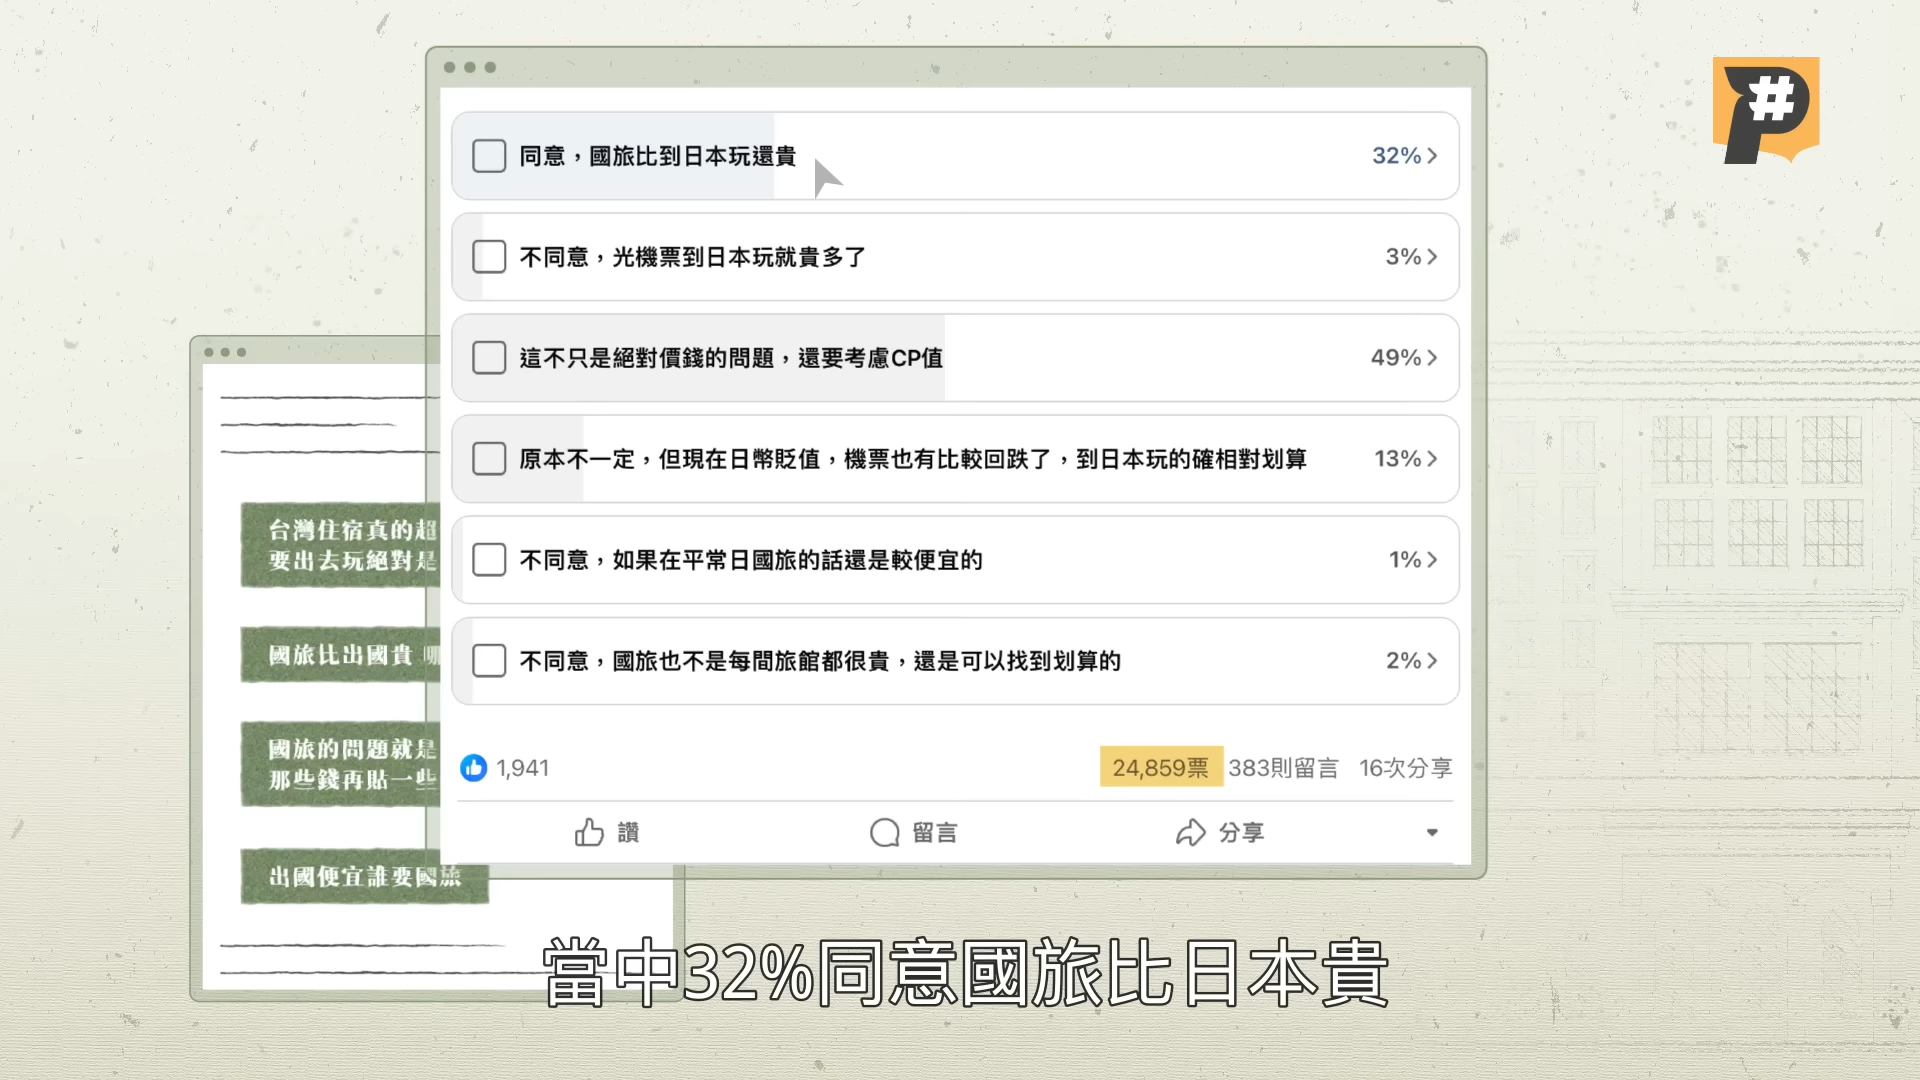 同意，國旅比到日本玩還貴
32%
不同意，光機票到日本玩就貴多了
3%
這不只是絕對價錢的問題，還要考慮CP值
49%
原本不一定，但現在日幣貶值，機票也有比較回跌了，到日本玩的確相對划算
13%
不同意，如果在平常日國旅的話還是較便宜的
1%
不同意，國旅也不是每間旅館都很貴，還是可以找到划算的
2%
1,941
24,859票 383則留言 16次分享
讚 留言 分享
台灣住宿真的超
要出去玩絕對是
國旅比出國貴 哪
國旅的問題就是
那些錢再貼一些
出國便宜誰要國旅
當中32%同意國旅比日本貴
P#